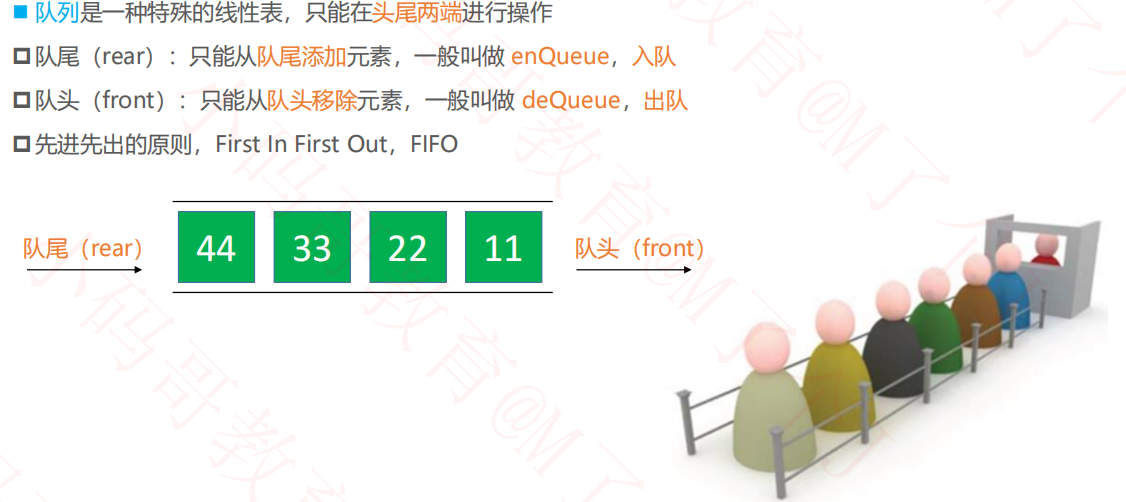 队列是一种特殊的线性表，只能在头尾两端进行操作
队尾（rear）：只能从队尾添加元素，一般叫做 enQueue，入队
队头（front）：只能从队头移除元素，一般叫做 deQueue，出队
先进先出的原则，First In First Out，FIFO
队尾（rear） 44 33 22 11 队头（front）
小码哥教育@M了个
小码哥教育@M了